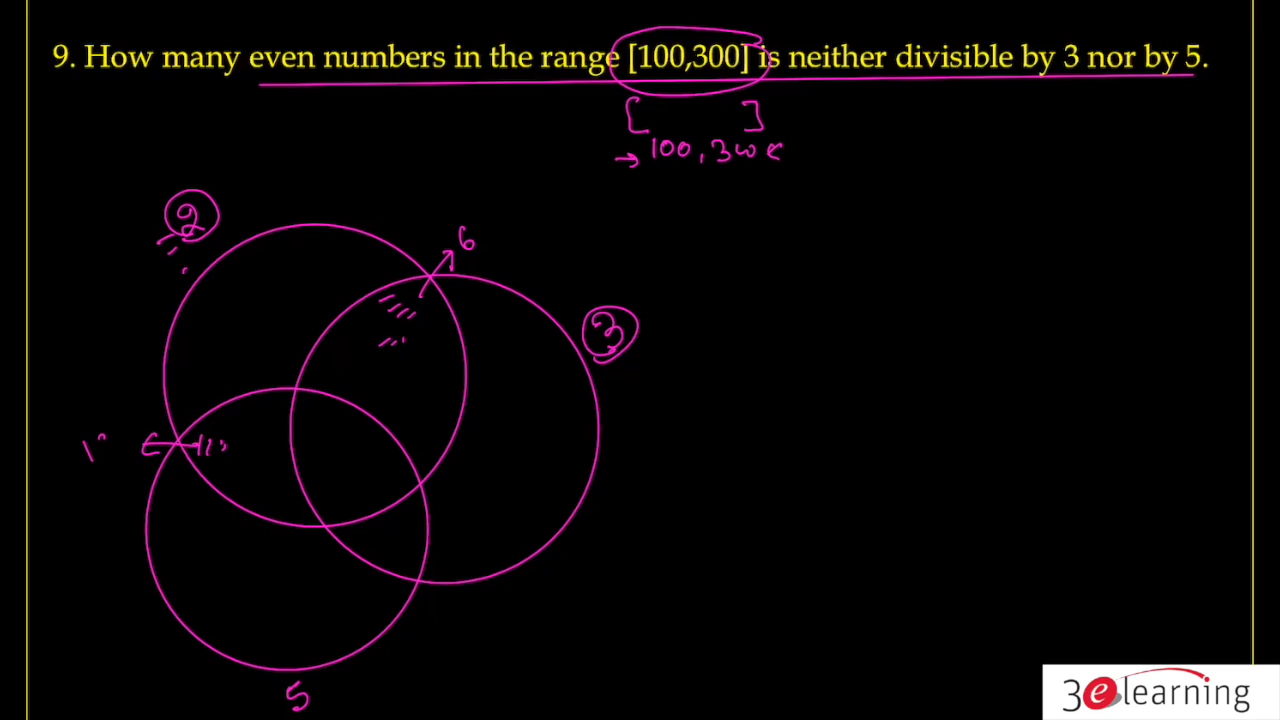 9. How many even numbers in the range [100,300] is neither divisible by 3 nor by 5.
[ ]
→ 100, 300
2
6
3
5
3elearning